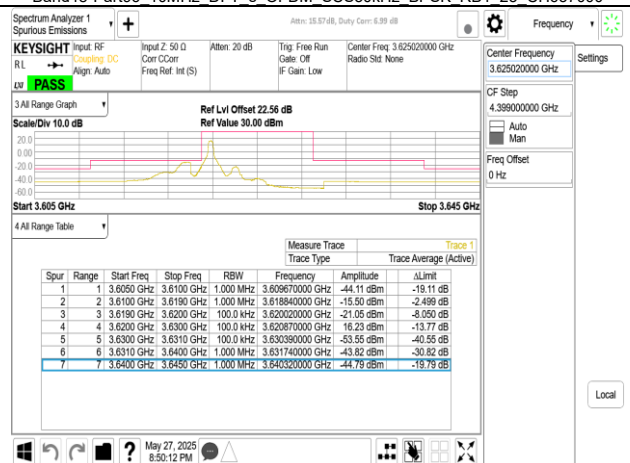 Spectrum Analyzer 1
Spurious Emissions
Attn: 15.57dB, Duty Corr: 6.99 dB
Frequency
KEYSIGHT
Input: RF
Input Z: 50 Ω
Atten: 20 dB
Trig: Free Run
Center Freq: 3.625020000 GHz
RL
Coupling: DC
Corr CCorr
Gate: Off
Radio Std: None
Align: Auto
Freq Ref: Int (S)
IF Gain: Low
LXI
PASS
Center Frequency
3.625020000 GHz
Settings
CF Step
4.399000000 GHz
Auto
Man
Freq Offset
0 Hz
3 All Range Graph
Ref Lvl Offset 22.56 dB
Scale/Div 10.0 dB
Ref Value 30.00 dBm
20.0
0.00
-20.0
-40.0
-60.0
Start 3.605 GHz
Stop 3.645 GHz
4 All Range Table
Measure Trace Trace 1
Trace Type Trace Average (Active)
Spur Range Start Freq Stop Freq RBW Frequency Amplitude ΔLimit
1 1 3.6050 GHz 3.6100 GHz 1.000 MHz 3.609670000 GHz -44.11 dBm -19.11 dB
2 2 3.6100 GHz 3.6190 GHz 1.000 MHz 3.618840000 GHz -15.50 dBm -2.499 dB
3 3 3.6190 GHz 3.6200 GHz 100.0 kHz 3.620020000 GHz -21.05 dBm -8.050 dB
4 4 3.6200 GHz 3.6300 GHz 100.0 kHz 3.620870000 GHz 16.23 dBm -13.77 dB
5 5 3.6300 GHz 3.6310 GHz 100.0 kHz 3.630390000 GHz -53.55 dBm -40.55 dB
6 6 3.6310 GHz 3.6400 GHz 1.000 MHz 3.631740000 GHz -43.82 dBm -30.82 dB
7 7 3.6400 GHz 3.6450 GHz 1.000 MHz 3.640320000 GHz -44.79 dBm -19.79 dB
Local
?
May 27, 2025
8:50:12 PM